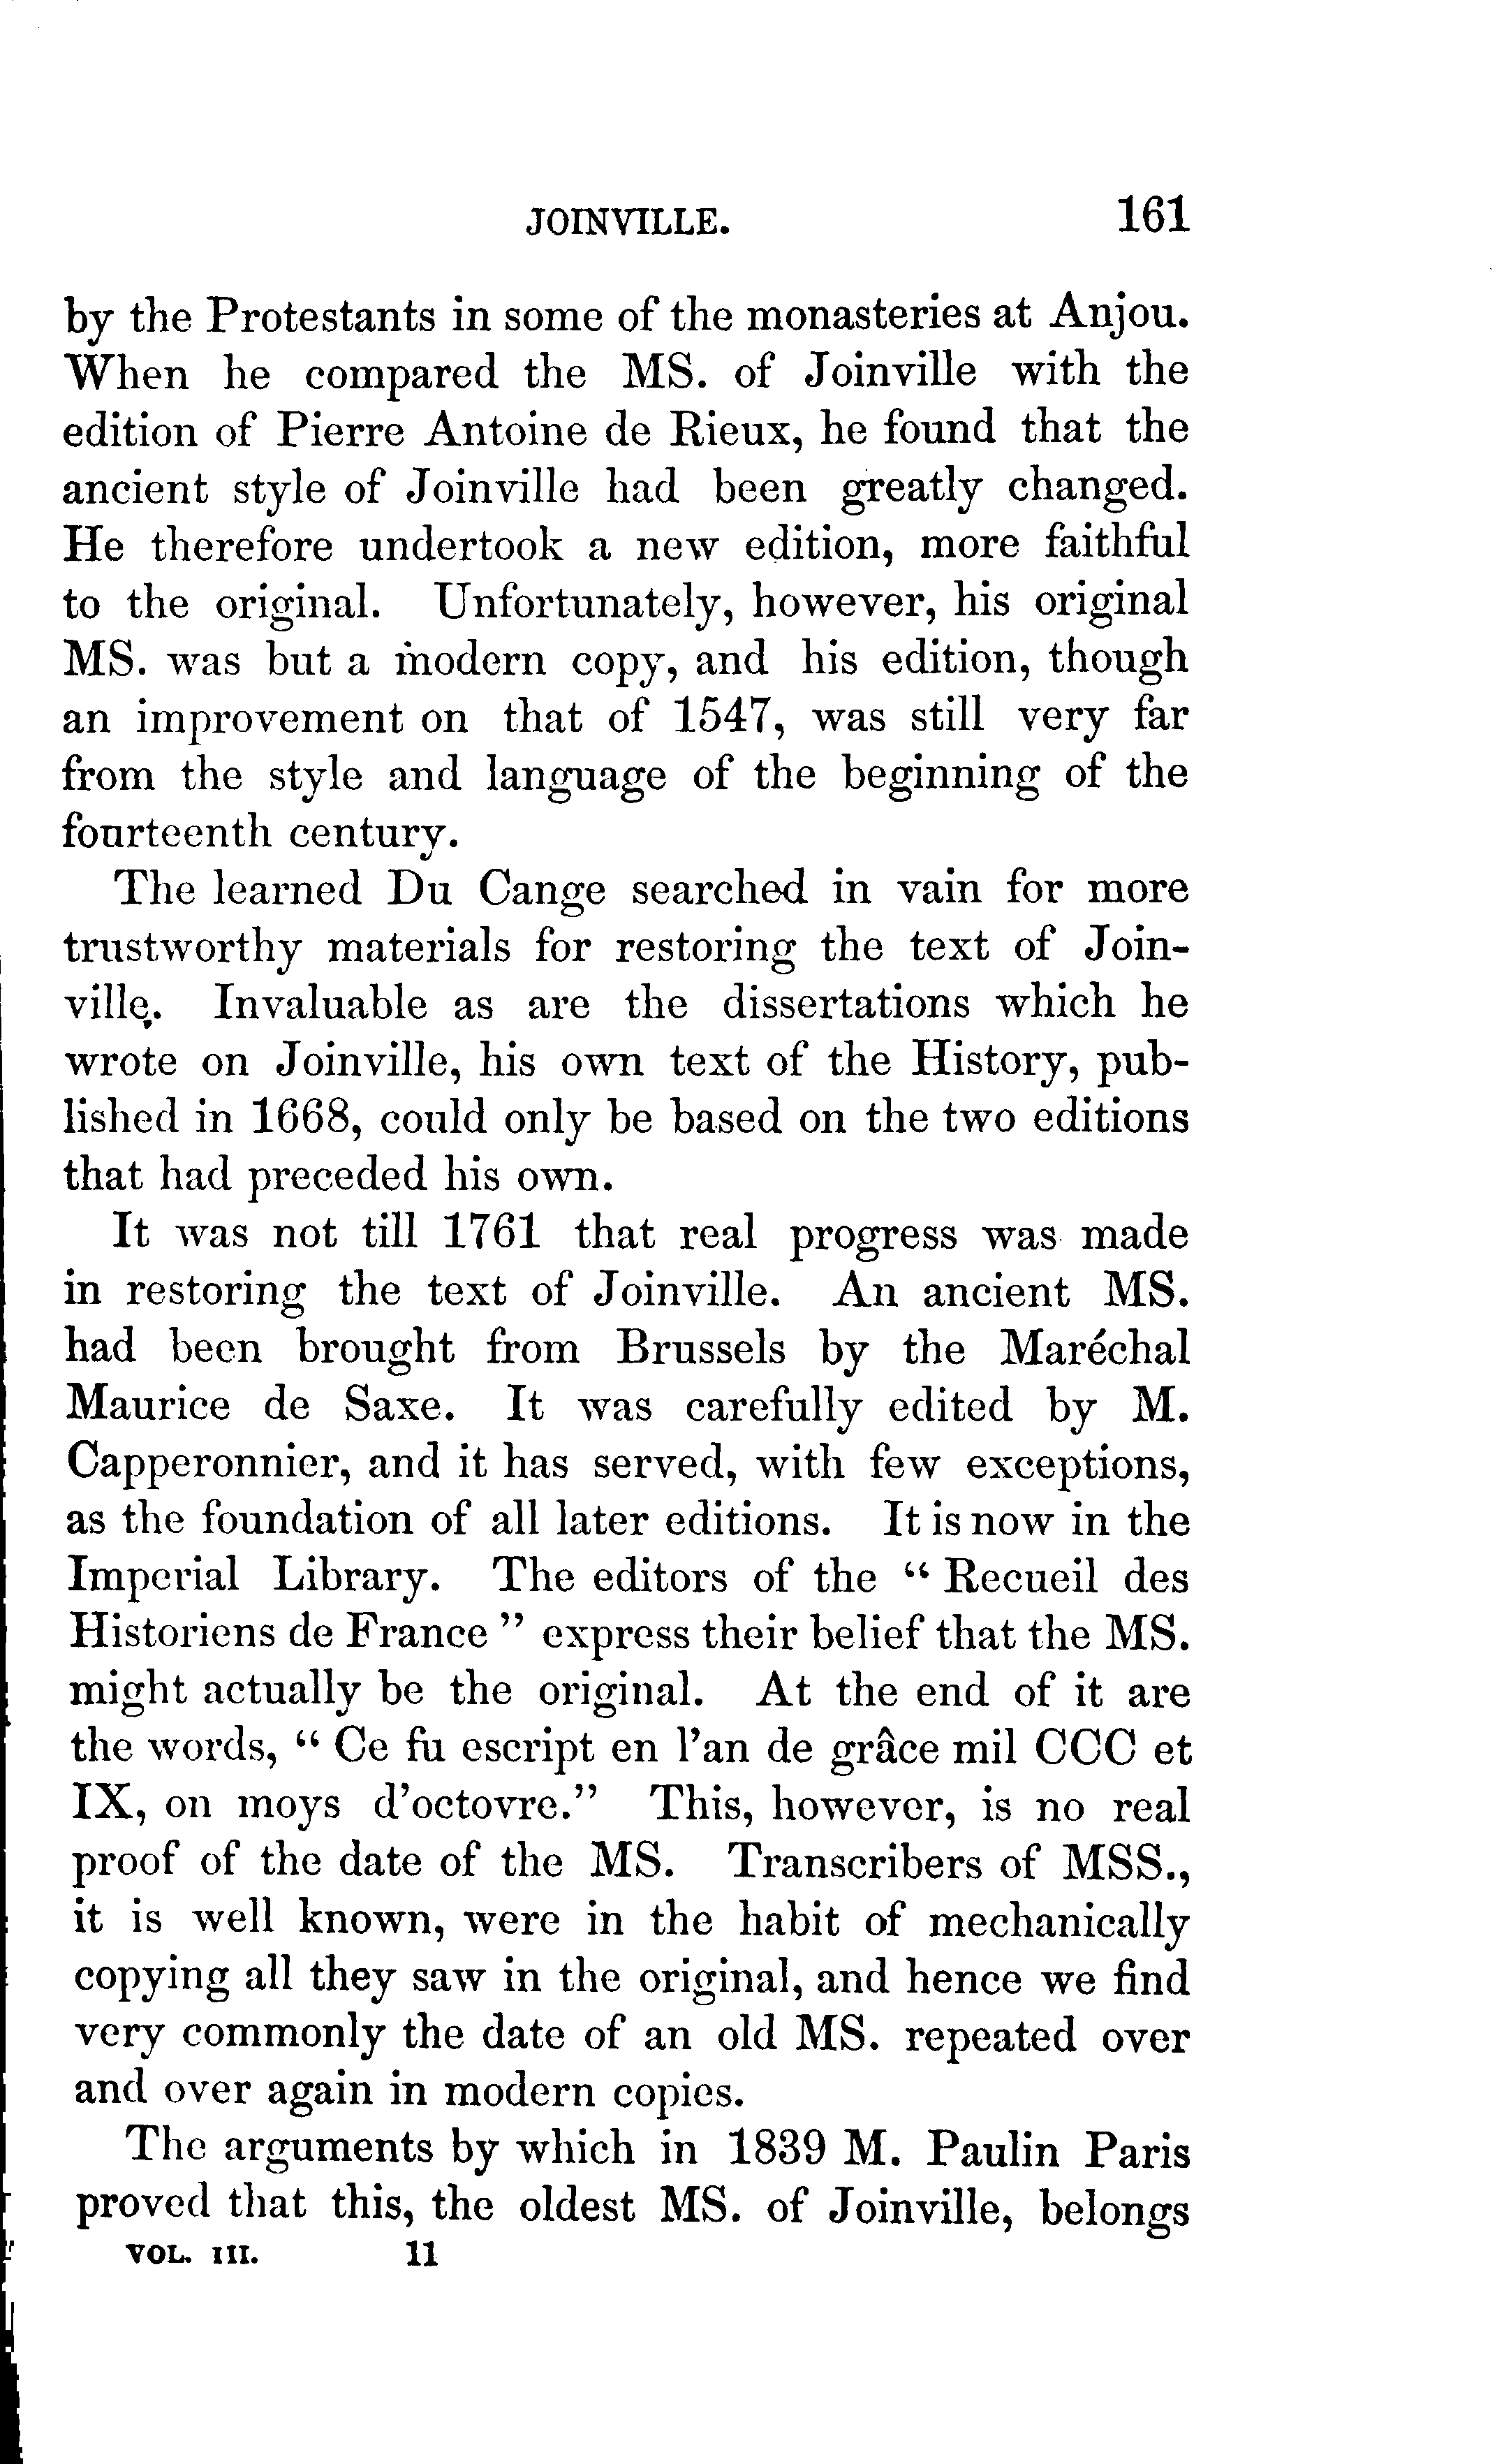 JOINVILLE. 161
by the Protestants in some of the monasteries at Anjou.
When he compared the MS. of Joinville with the
edition of Pierre Antoine de Rieux, he found that the
ancient style of Joinville had been greatly changed.
He therefore undertook a new edition, more faithful
to the original. Unfortunately, however, his original
MS. was but a modern copy, and his edition, though
an improvement on that of 1547, was still very far
from the style and language of the beginning of the
fourteenth century.
The learned Du Cange searched in vain for more
trustworthy materials for restoring the text of Join-
ville. Invaluable as are the dissertations which he
wrote on Joinville, his own text of the History, pub-
lished in 1668, could only be based on the two editions
that had preceded his own.
It was not till 1761 that real progress was made
in restoring the text of Joinville. An ancient MS.
had been brought from Brussels by the Maréchal
Maurice de Saxe. It was carefully edited by M.
Capperonnier, and it has served, with few exceptions,
as the foundation of all later editions. It is now in the
Imperial Library. The editors of the “ Recueil des
Historiens de France ” express their belief that the MS.
might actually be the original. At the end of it are
the words, “ Ce fu escript en l’an de grâce mil CCC et
IX, on moys d’octovre.” This, however, is no real
proof of the date of the MS. Transcribers of MSS.,
it is well known, were in the habit of mechanically
copying all they saw in the original, and hence we find
very commonly the date of an old MS. repeated over
and over again in modern copies.
The arguments by which in 1839 M. Paulin Paris
proved that this, the oldest MS. of Joinville, belongs
VOL. III. 11